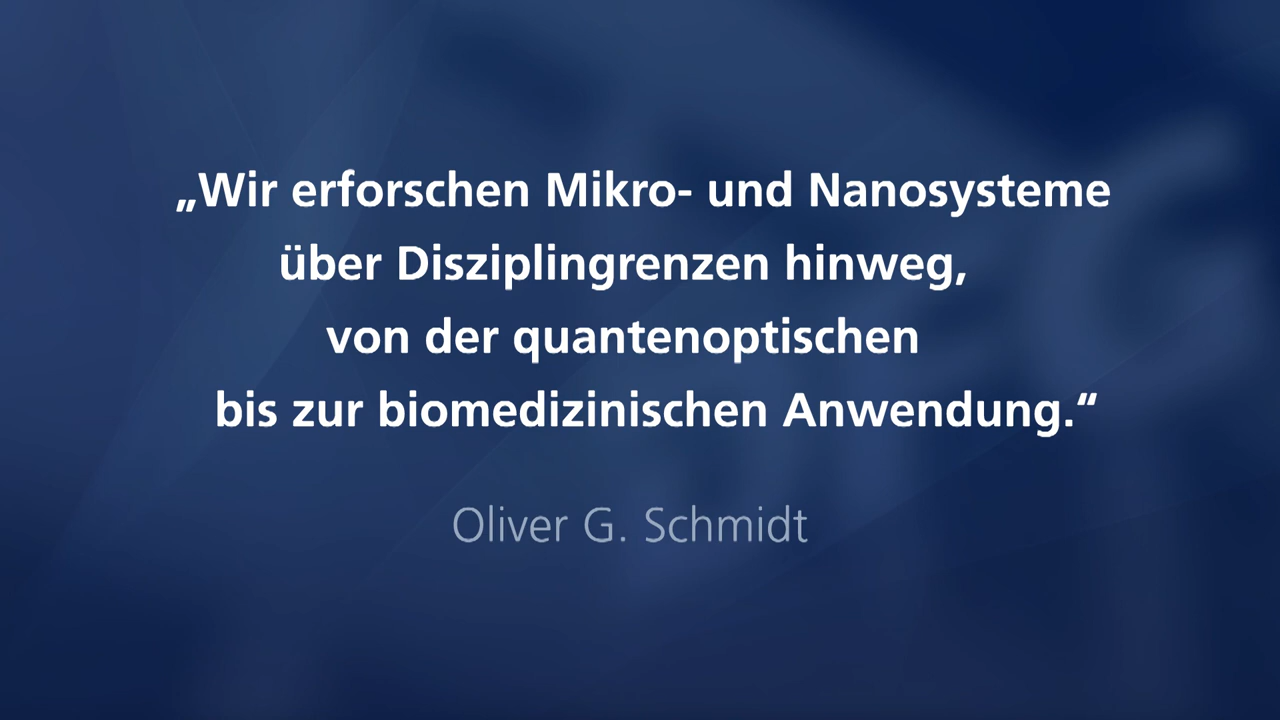 „Wir erforschen Mikro- und Nanosysteme
über Disziplingrenzen hinweg,
von der quantenoptischen
bis zur biomedizinischen Anwendung.“
Oliver G. Schmidt